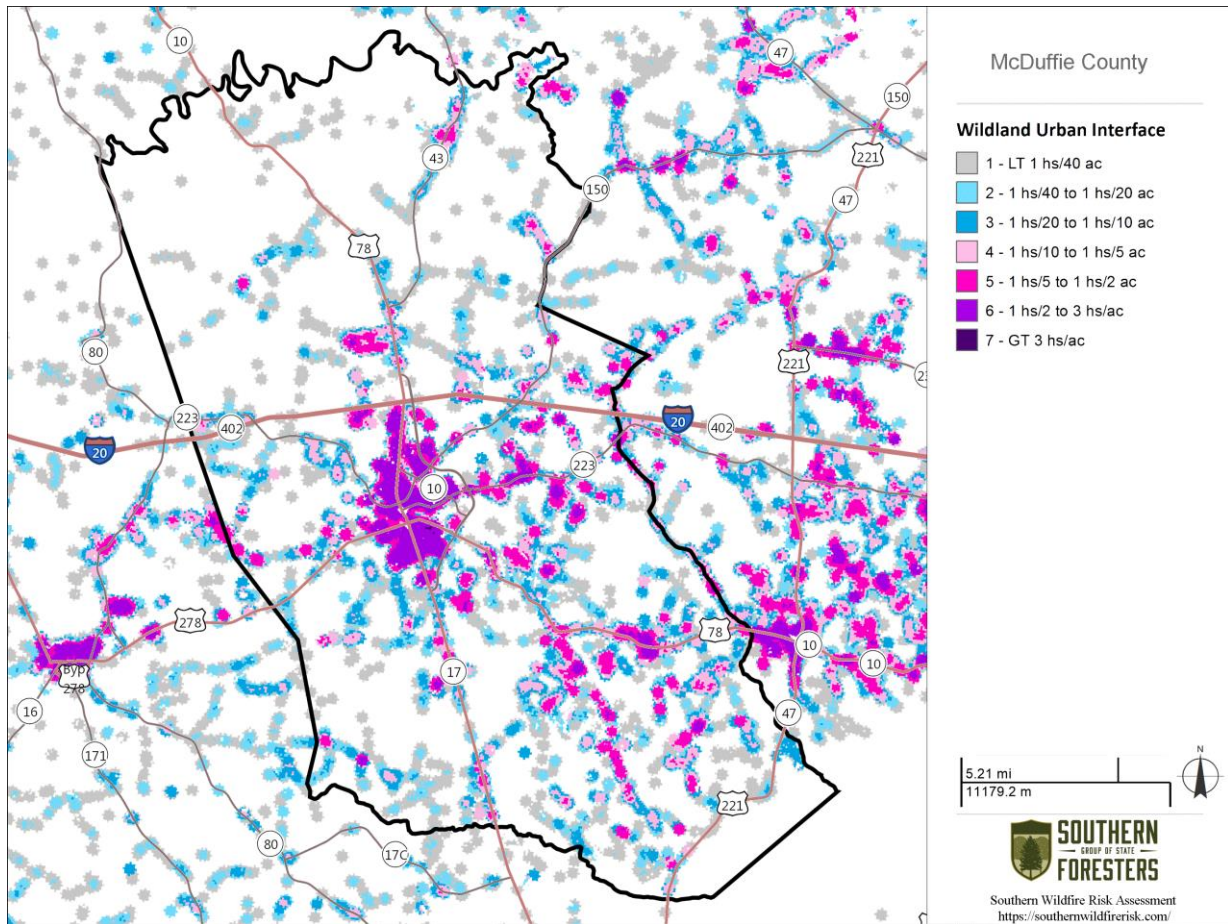 McDuffie County
Wildland Urban Interface
1 - LT 1 hs/40 ac
2 - 1 hs/40 to 1 hs/20 ac
3 - 1 hs/20 to 1 hs/10 ac
4 - 1 hs/10 to 1 hs/5 ac
5 - 1 hs/5 to 1 hs/2 ac
6 - 1 hs/2 to 3 hs/ac
7 - GT 3 hs/ac
10
47
150
221
43
150
47
78
80
221
223
402
20
20
402
223
10
278
78
10
10
Byp
278
17
16
47
171
221
80
17C
5.21 mi
11179.2 m
N
SOUTHERN
GROUP OF STATE
FORESTERS
Southern Wildfire Risk Assessment
https://southernwildfirerisk.com/